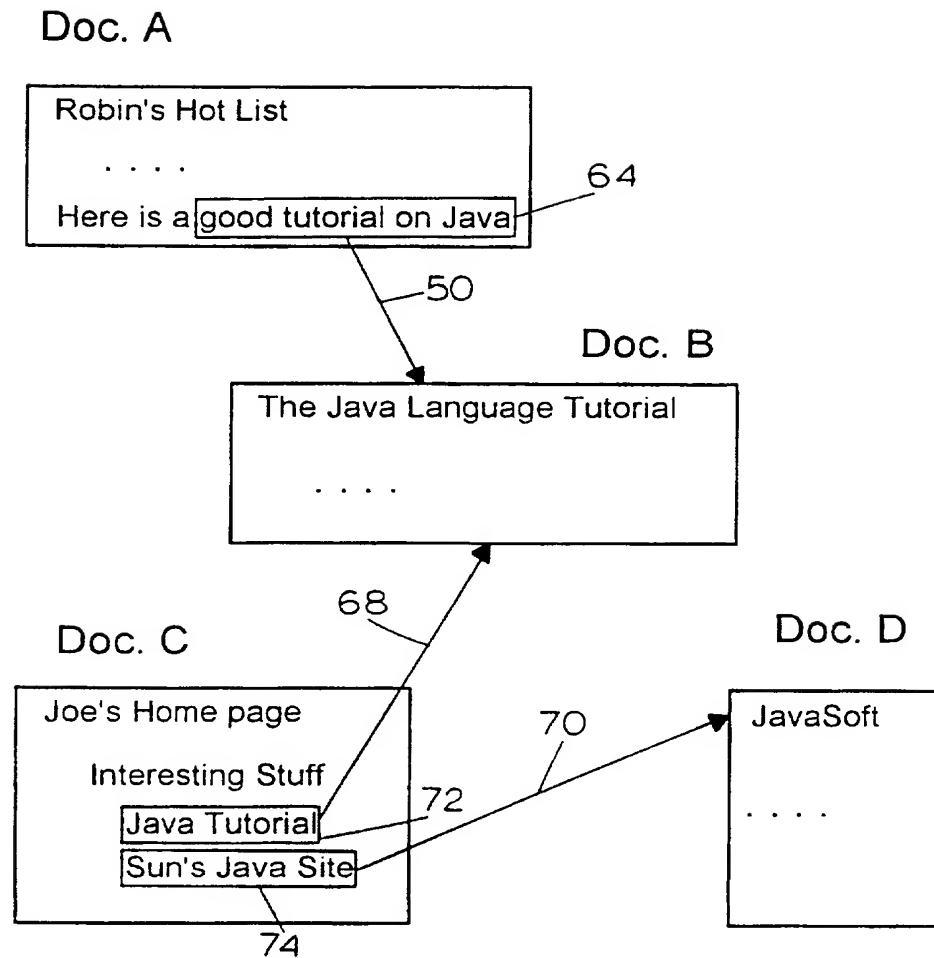 Doc. A
Robin's Hot List
. . . .
64
Here is a good tutorial on Java
50
Doc. B
The Java Language Tutorial
. . . .
68
Doc. C
Doc. D
Joe's Home page
70
JavaSoft
Interesting Stuff
72
. . . .
Java Tutorial
Sun's Java Site
74